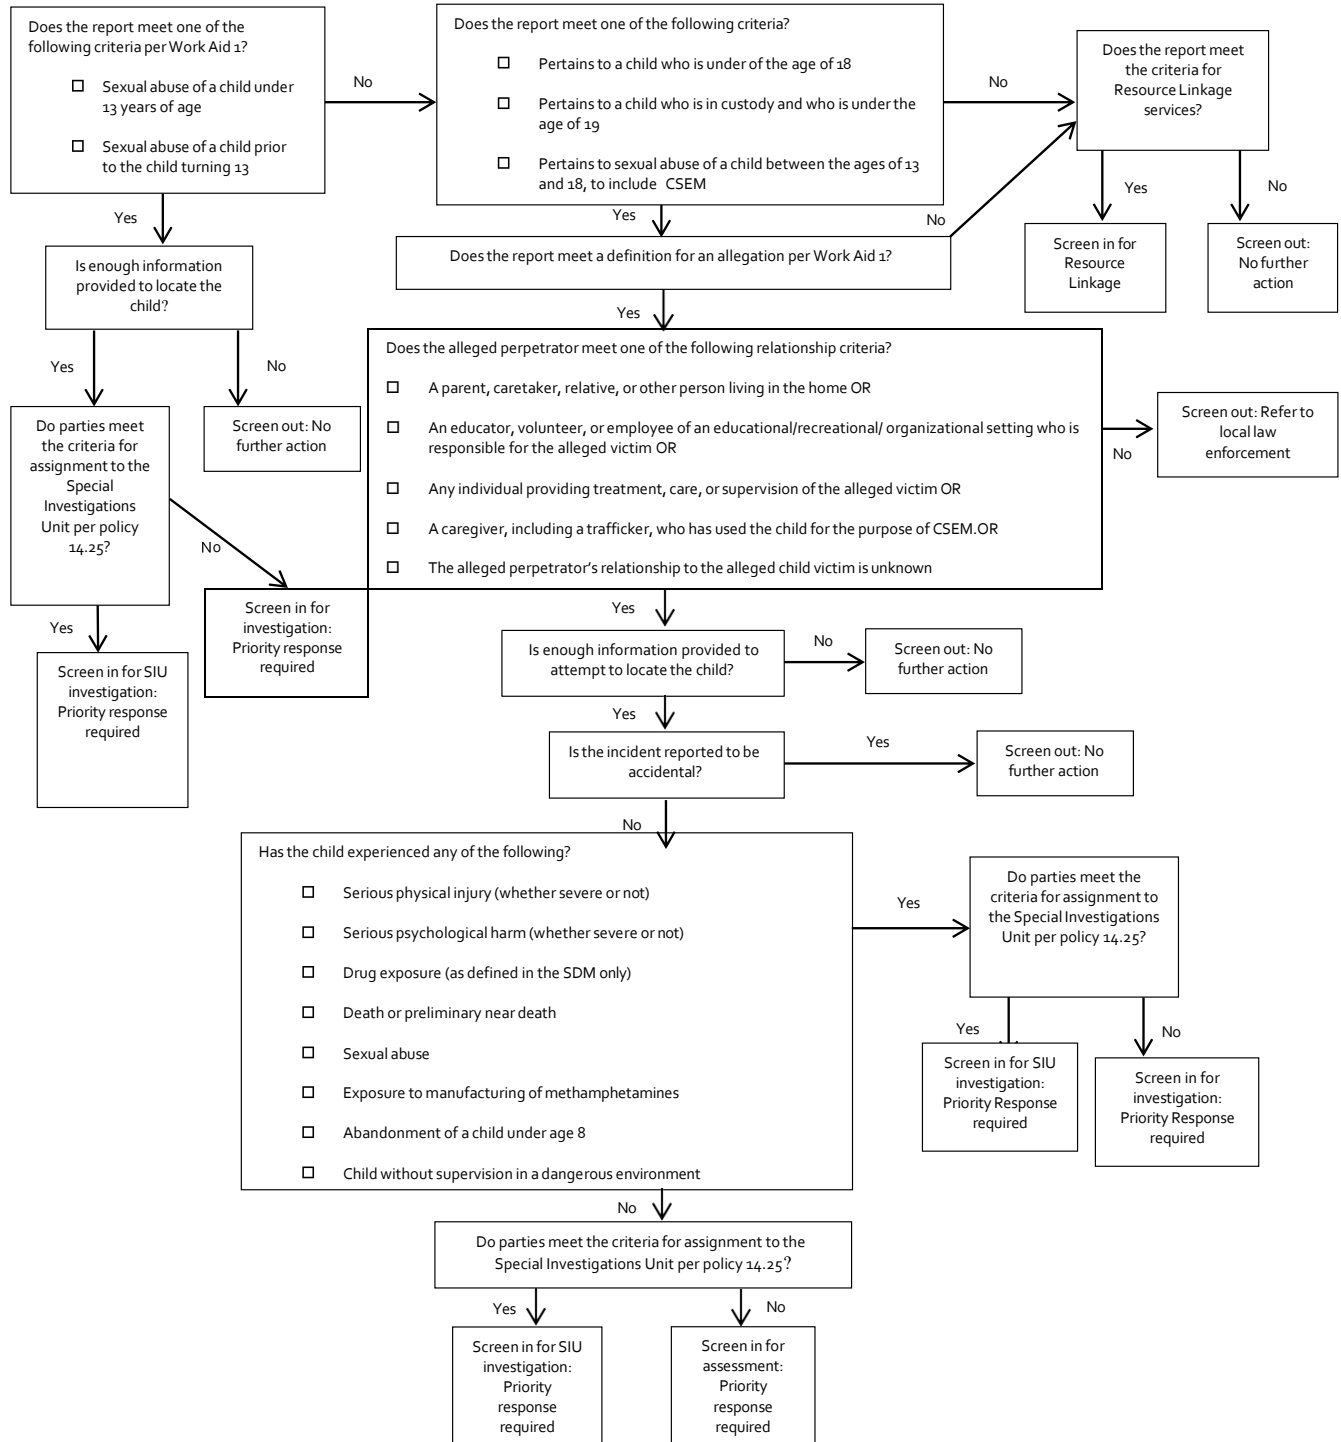 Does the report meet one of the
following criteria per Work Aid 1?
Sexual abuse of a child under
13 years of age
Sexual abuse of a child prior
to the child turning 13
No
Does the report meet one of the following criteria?
Pertains to a child who is under of the age of 18
Pertains to a child who is in custody and who is under the
age of 19
Pertains to sexual abuse of a child between the ages of 13
and 18, to include CSEM
No
Does the report meet
the criteria for
Resource Linkage
services?
Yes
No
Screen in for
Resource
Linkage
Screen out:
No further
action
Yes
Is enough information
provided to locate the
child?
Yes
No
Does the report meet a definition for an allegation per Work Aid 1?
Yes
No
Do parties meet
the criteria for
assignment to the
Special
Investigations
Unit per policy
14.25?
Screen out: No
further action
No
Yes
Screen in for SIU
investigation:
Priority response
required
Screen in for
investigation:
Priority response
required
Yes
Does the alleged perpetrator meet one of the following relationship criteria?
A parent, caretaker, relative, or other person living in the home OR
An educator, volunteer, or employee of an educational/recreational/ organizational setting who is
responsible for the alleged victim OR
Any individual providing treatment, care, or supervision of the alleged victim OR
A caregiver, including a trafficker, who has used the child for the purpose of CSEM.OR
The alleged perpetrator's relationship to the alleged child victim is unknown
No
Screen out: Refer to
local law
enforcement
Yes
Is enough information provided to
attempt to locate the child?
No
Screen out: No
further action
Yes
Is the incident reported to be
accidental?
Yes
Screen out: No
further action
No
Has the child experienced any of the following?
Serious physical injury (whether severe or not)
Serious psychological harm (whether severe or not)
Drug exposure (as defined in the SDM only)
Death or preliminary near death
Sexual abuse
Exposure to manufacturing of methamphetamines
Abandonment of a child under age 8
Child without supervision in a dangerous environment
Yes
Do parties meet the
criteria for assignment to
the Special Investigations
Unit per policy 14.25?
Yes
No
Screen in for SIU
investigation:
Priority Response
required
Screen in for
investigation:
Priority Response
required
No
Do parties meet the criteria for assignment to the
Special Investigations Unit per policy 14.25?
Yes
No
Screen in for SIU
investigation:
Priority
response
required
Screen in for
assessment:
Priority
response
required